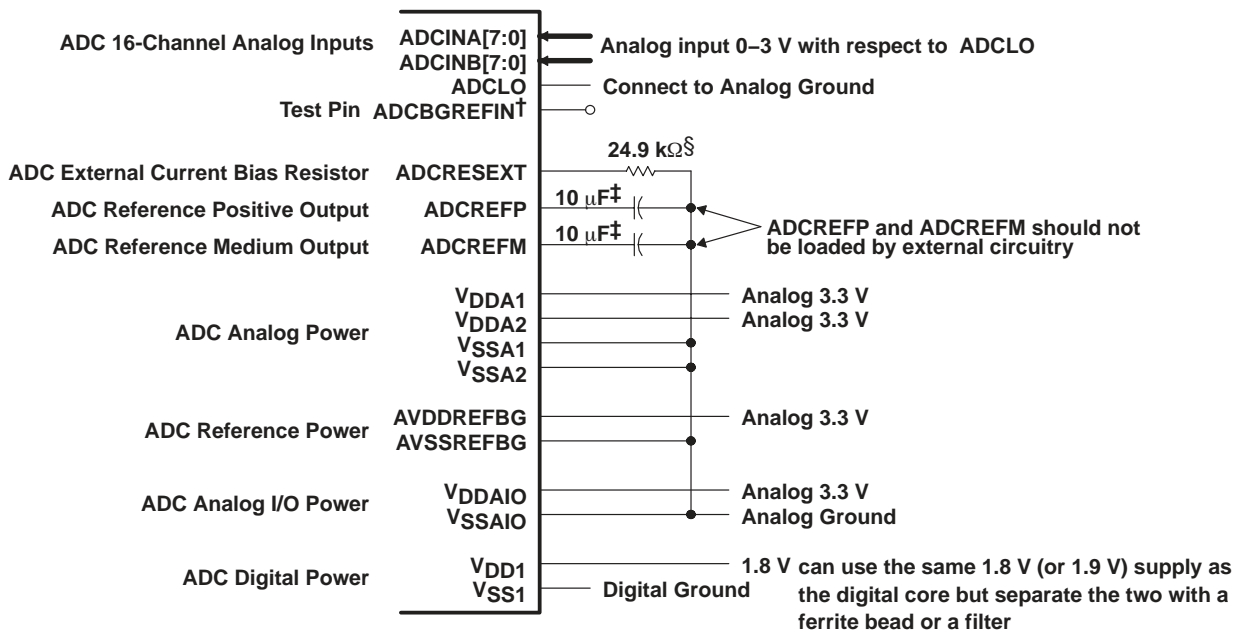 ADC 16-Channel Analog Inputs ADCINA[7:0] Analog input 0–3 V with respect to ADCLO
ADCINB[7:0]
ADCLO Connect to Analog Ground
Test Pin ADCBGREFIN†
24.9 kΩ§
ADC External Current Bias Resistor ADCRESEXT
ADC Reference Positive Output ADCREFP 10 μF‡
ADC Reference Medium Output ADCREFM 10 μF‡
ADCREFP and ADCREFM should not
be loaded by external circuitry
VDDA1 Analog 3.3 V
ADC Analog Power VDDA2 Analog 3.3 V
VSSA1
VSSA2
ADC Reference Power AVDDREFBG Analog 3.3 V
AVSSREFBG
ADC Analog I/O Power VDDAIO Analog 3.3 V
VSSAIO Analog Ground
ADC Digital Power VDD1 1.8 V can use the same 1.8 V (or 1.9 V) supply as
VSS1 Digital Ground the digital core but separate the two with a
ferrite bead or a filter